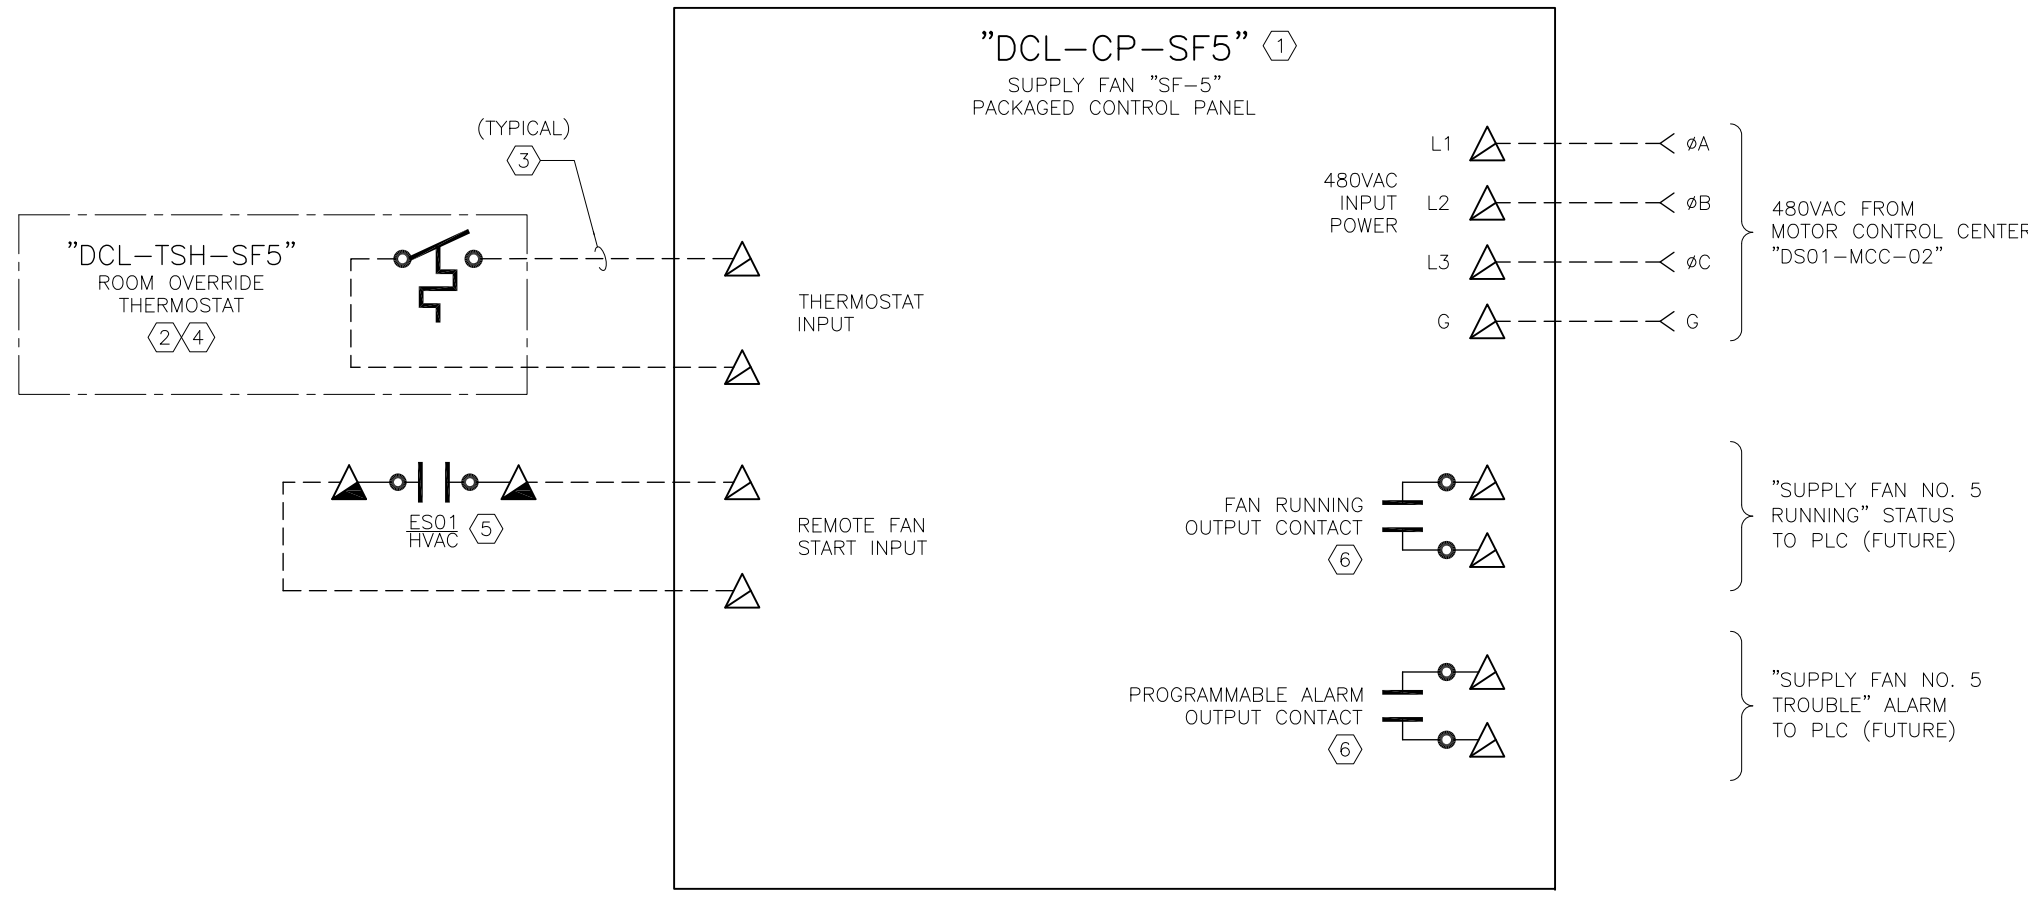 "DCL-CP-SF5" 1
SUPPLY FAN "SF-5"
PACKAGED CONTROL PANEL
(TYPICAL)
3
"DCL-TSH-SF5"
ROOM OVERRIDE
THERMOSTAT
2 4
THERMOSTAT
INPUT
ES01
HVAC
5
REMOTE FAN
START INPUT
480VAC
INPUT
POWER
L1
L2
L3
G
øA
øB
øC
G
480VAC FROM
MOTOR CONTROL CENTER
"DS01-MCC-02"
FAN RUNNING
OUTPUT CONTACT
6
"SUPPLY FAN NO. 5
RUNNING" STATUS
TO PLC (FUTURE)
PROGRAMMABLE ALARM
OUTPUT CONTACT
6
"SUPPLY FAN NO. 5
TROUBLE" ALARM
TO PLC (FUTURE)